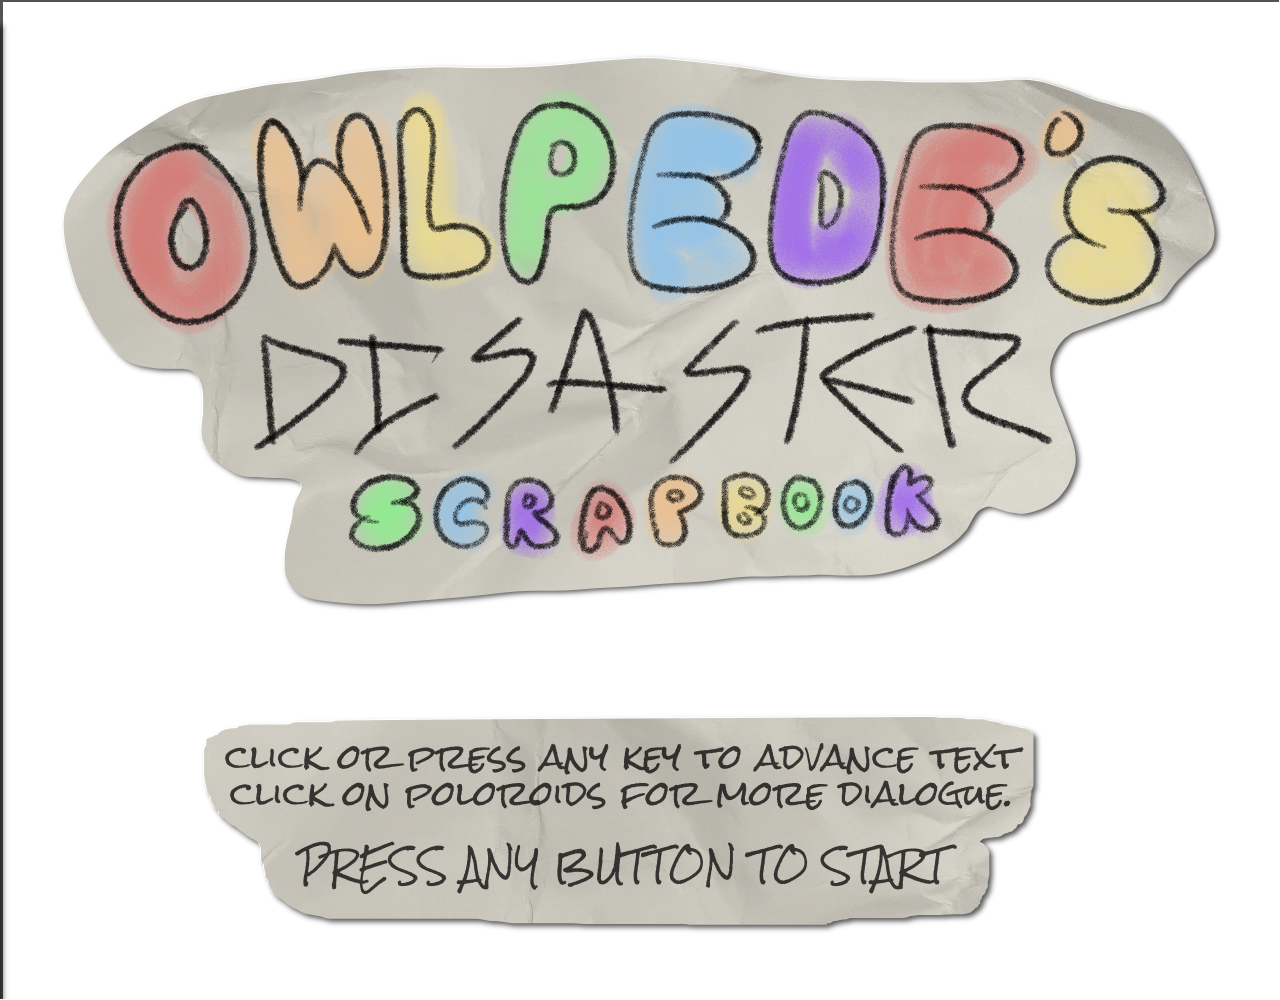 OWLPEDE'S
DISASTER
SCRAPBOOK
CLICK OR PRESS ANY KEY TO ADVANCE TEXT
CLICK ON POLOROIDS FOR MORE DIALOGUE.
PRESS ANY BUTTON TO START